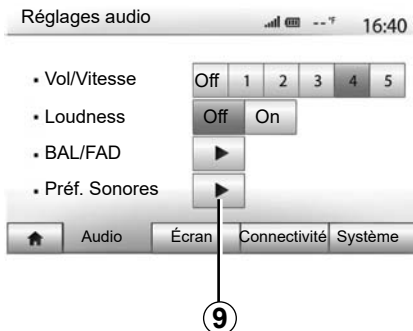 Réglages audio -- °F 16:40
• Vol/Vitesse Off 1 2 3 4 5
• Loudness Off On
• BAL/FAD
• Préf. Sonores
Audio Écran Connectivité Système
9